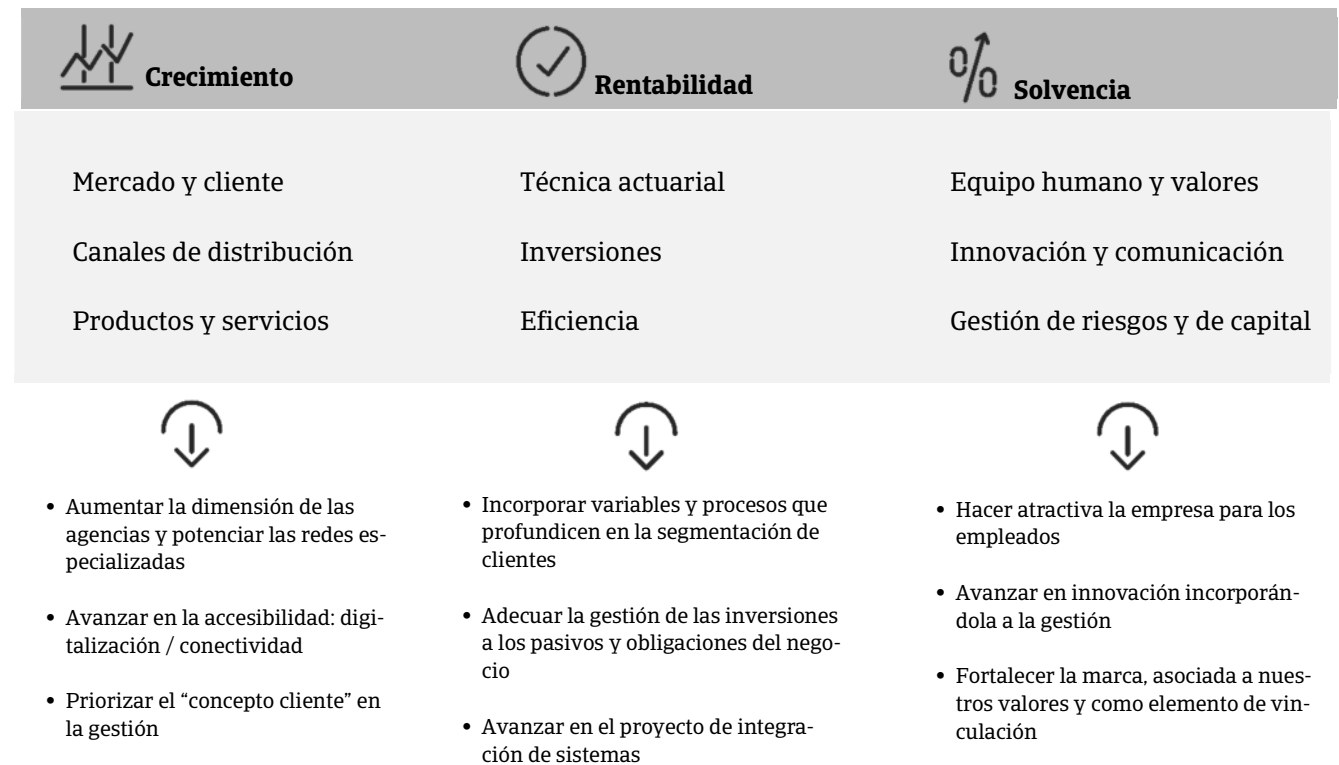 Crecimiento
Rentabilidad
Solvencia
Mercado y cliente
Técnica actuarial
Equipo humano y valores
Canales de distribución
Inversiones
Innovación y comunicación
Productos y servicios
Eficiencia
Gestión de riesgos y de capital
• Aumentar la dimensión de las
agencias y potenciar las redes es-
pecializadas
• Avanzar en la accesibilidad: digi-
talización / conectividad
• Priorizar el “concepto cliente” en
la gestión
• Incorporar variables y procesos que
profundicen en la segmentación de
clientes
• Adecuar la gestión de las inversiones
a los pasivos y obligaciones del nego-
cio
• Avanzar en el proyecto de integra-
ción de sistemas
• Hacer atractiva la empresa para los
empleados
• Avanzar en innovación incorporán-
dola a la gestión
• Fortalecer la marca, asociada a nues-
tros valores y como elemento de vin-
culación